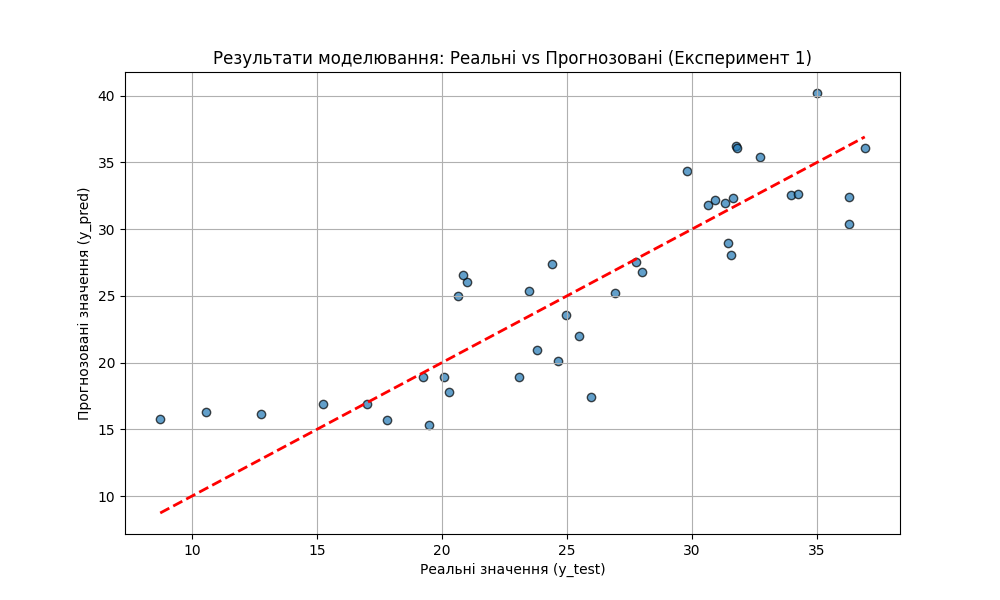 Результати моделювання: Реальні vs Прогнозовані (Експеримент 1)
Прогнозовані значення (y_pred)
40
35
30
25
20
15
10
10 15 20 25 30 35
Реальні значення (y_test)